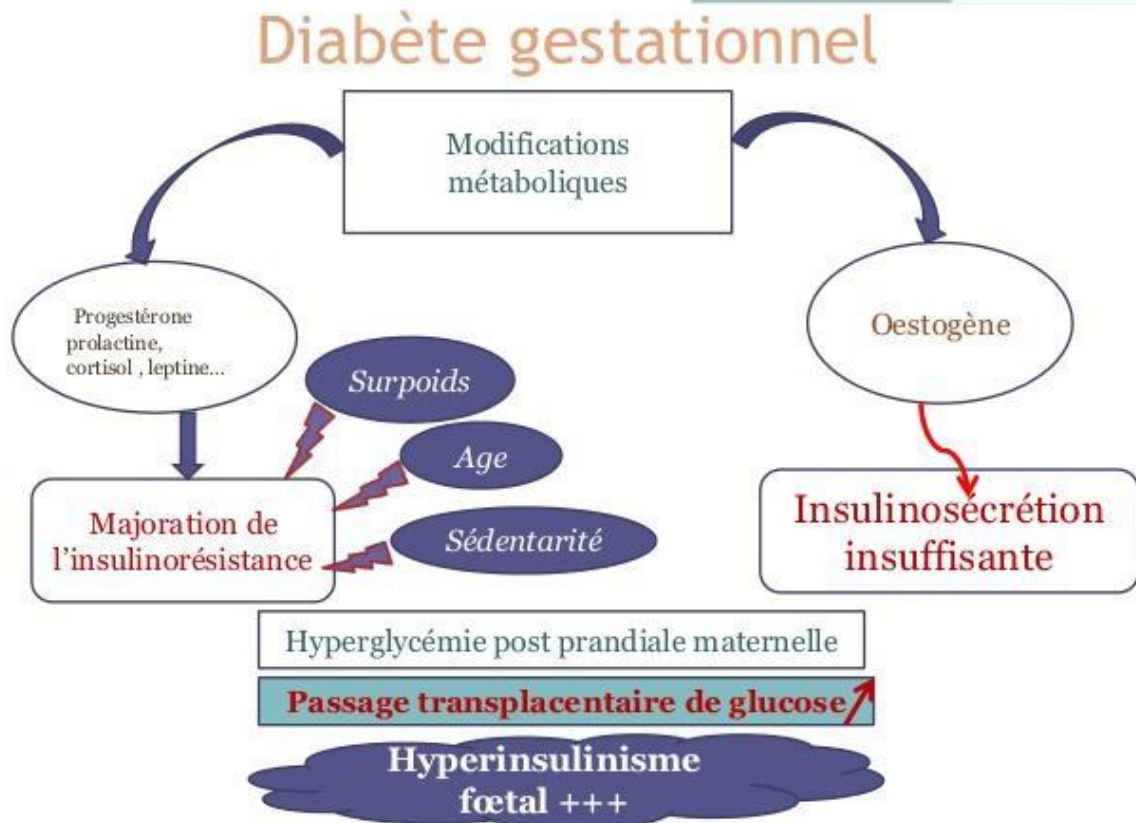 Diabète gestationnel
Modifications
métaboliques
Progestérone
prolactine,
cortisol , leptine...
Oestogène
Surpoids
Age
Sédentarité
Majoration de
l'insulinorésistance
Insulinosécrétion
insuffisante
Hyperglycémie post prandiale maternelle
Passage transplacentaire de glucose
Hyperinsulinisme
fœtal +++